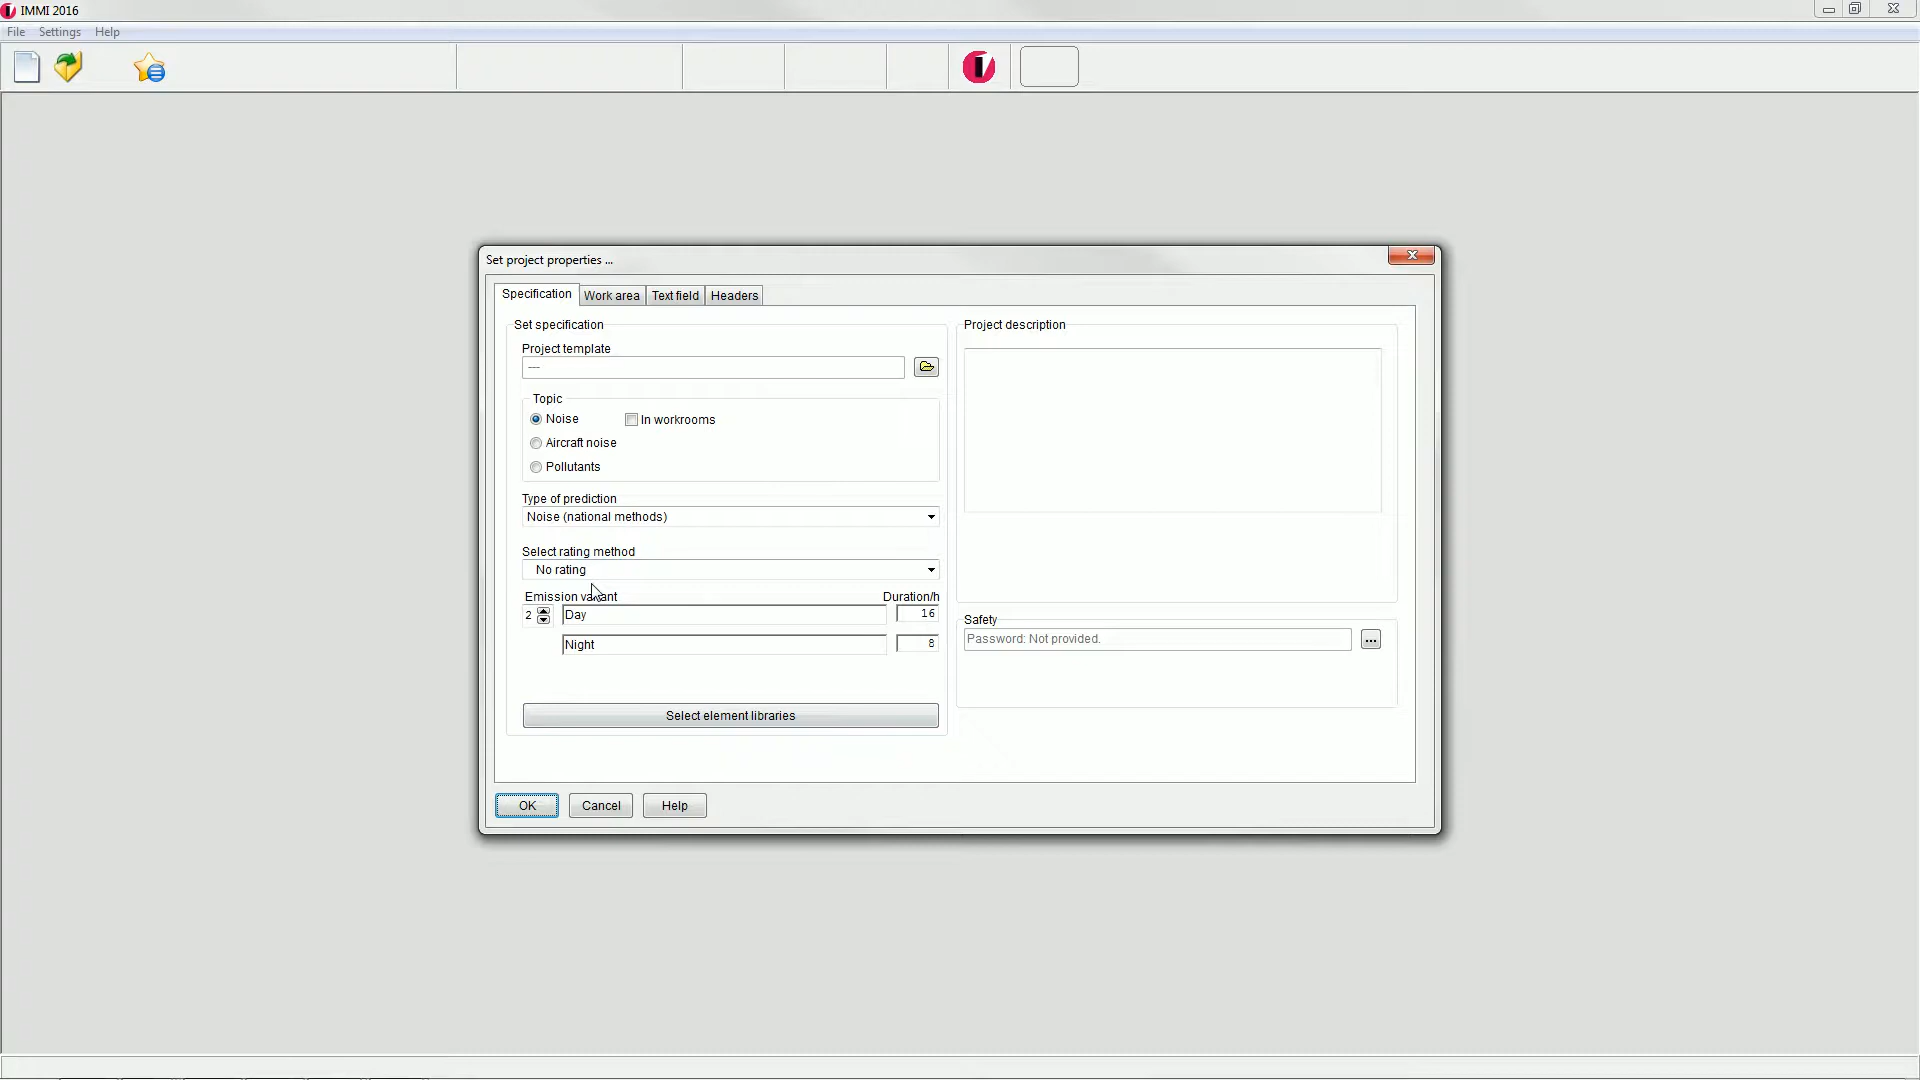 IMMI 2016
File Settings Help
Set project properties ...
Specification Work area Text field Headers
Set specification
Project template
---
Topic
Noise In workrooms
Aircraft noise
Pollutants
Type of prediction
Noise (national methods)
Select rating method
No rating
Emission variant Duration/h
2 Day 16
Night 8
Select element libraries
Project description
Safety
Password: Not provided.
...
OK Cancel Help